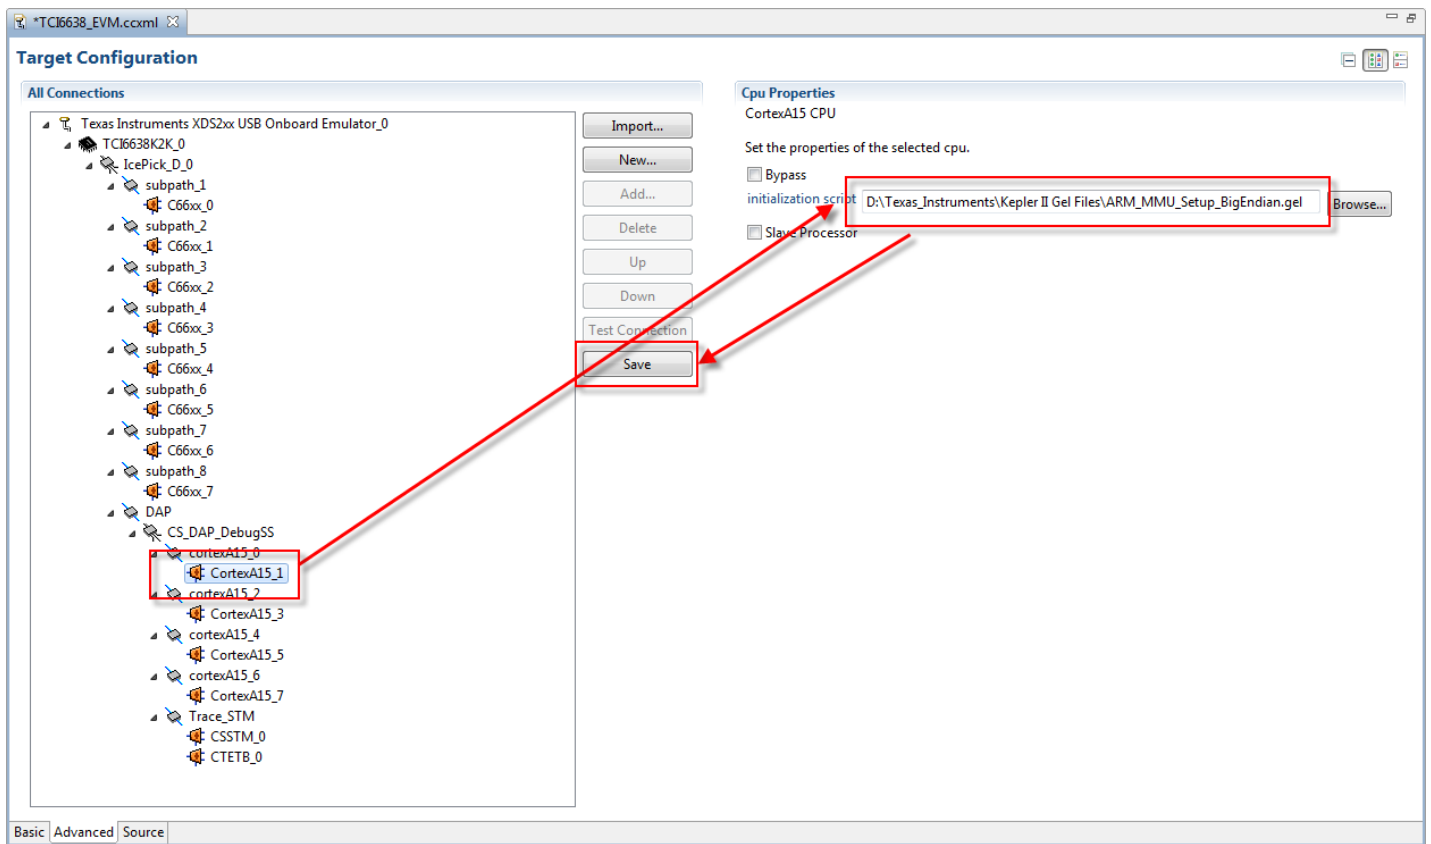 *TCI6638_EVM.ccxml
Target Configuration
All Connections
Texas Instruments XDS2xx USB Onboard Emulator_0
TCI6638K2K_0
IcePick_D_0
subpath_1
C66xx_0
subpath_2
C66xx_1
subpath_3
C66xx_2
subpath_4
C66xx_3
subpath_5
C66xx_4
subpath_6
C66xx_5
subpath_7
C66xx_6
subpath_8
C66xx_7
DAP
CS_DAP_DebugSS
cortexA15_0
CortexA15_1
cortexA15_2
CortexA15_3
cortexA15_4
CortexA15_5
cortexA15_6
CortexA15_7
Trace_STM
CSSTM_0
CTETB_0
Import...
New...
Add...
Delete
Up
Down
Test Connection
Save
Cpu Properties
CortexA15 CPU
Set the properties of the selected cpu.
Bypass
initialization script D:\Texas_Instruments\Kepler II Gel Files\ARM_MMU_Setup_BigEndian.gel Browse...
Slave Processor
Basic Advanced Source